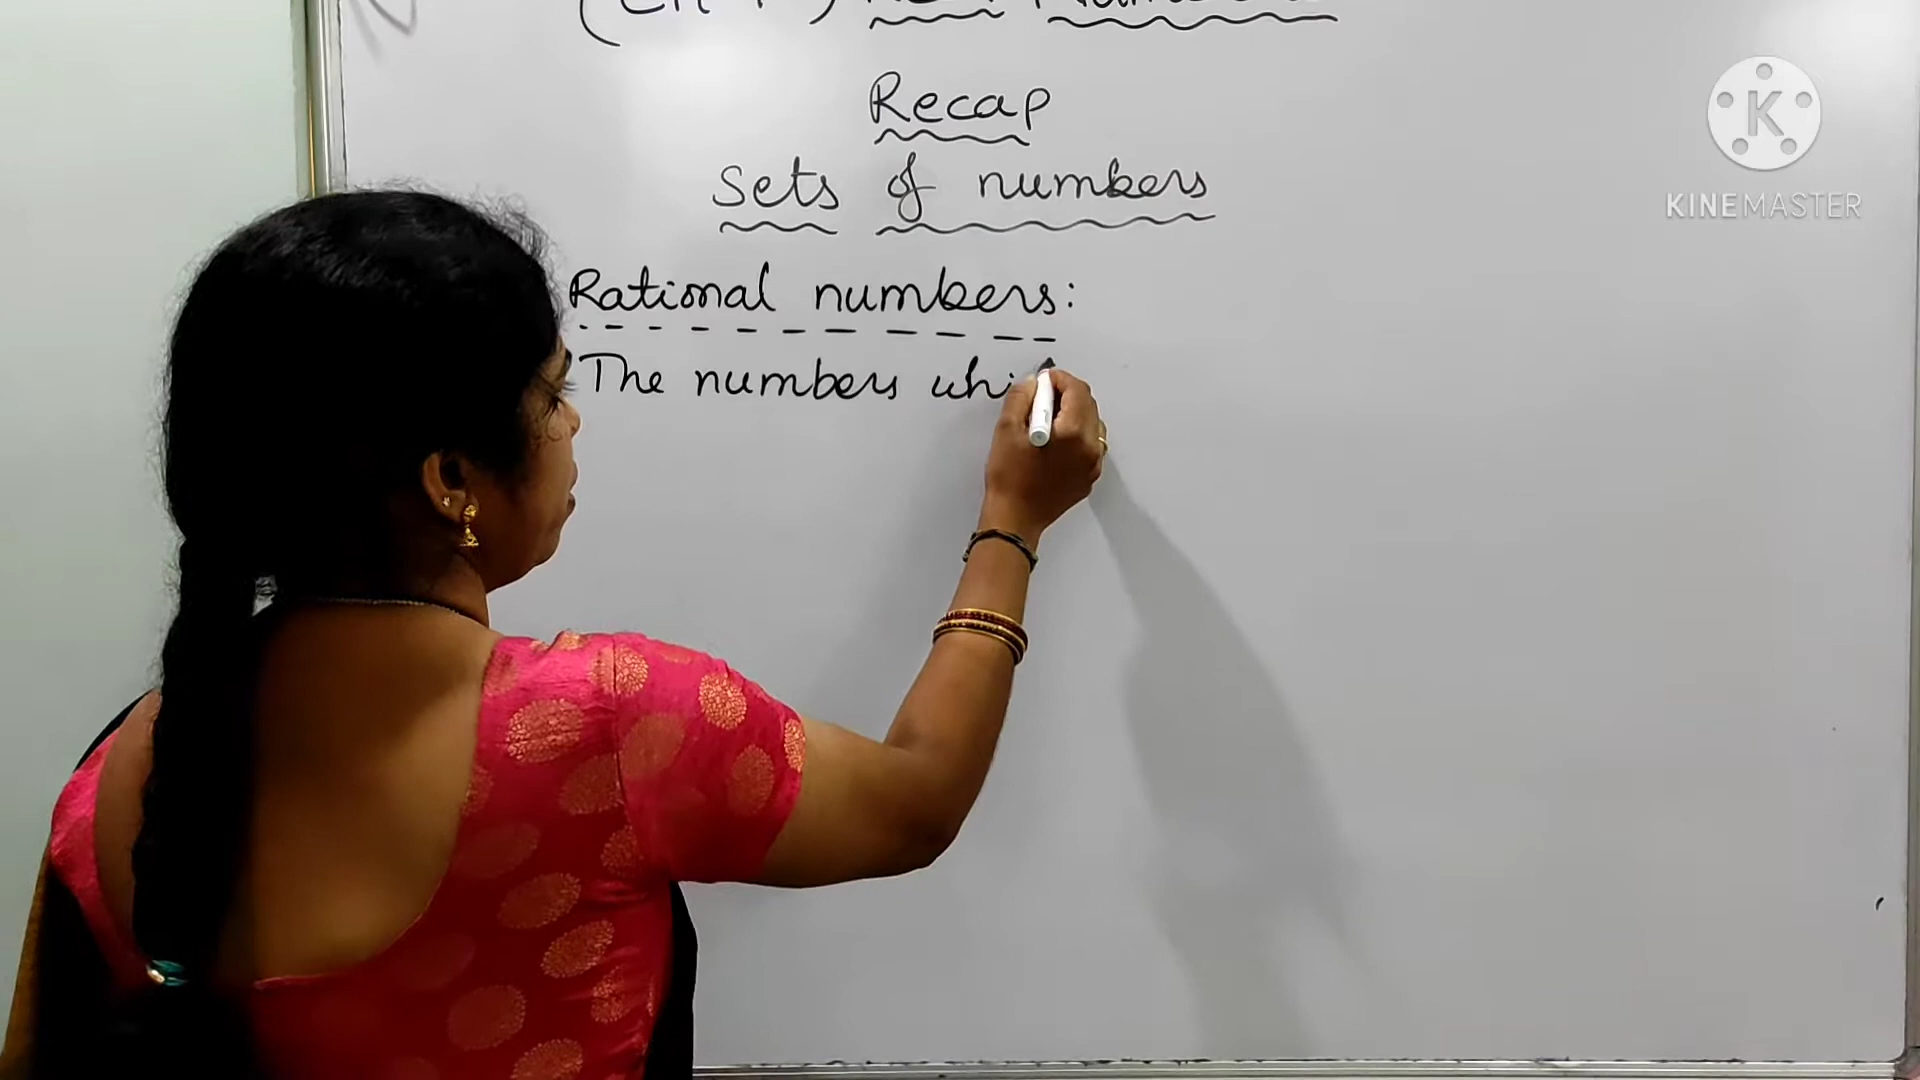 Recap
Sets of numbers
Rational numbers:
The numbers whi
K
KINEMASTER